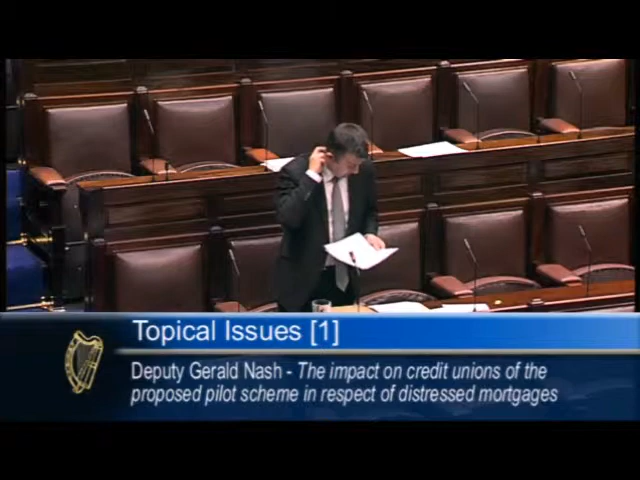 Topical Issues [1]
Deputy Gerald Nash - The impact on credit unions of the
proposed pilot scheme in respect of distressed mortgages